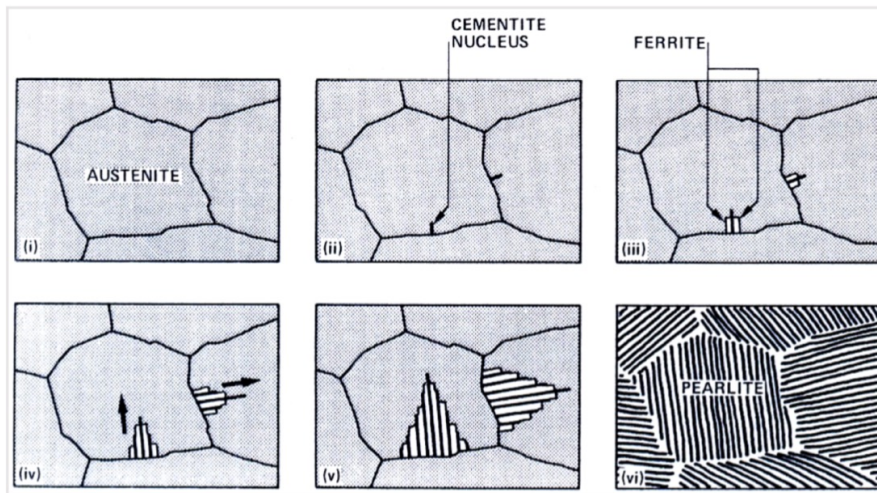 CEMENTITE
NUCLEUS
FERRITE
AUSTENITE
(i)
(ii)
(iii)
(iv)
(v)
PEARLITE
(vi)